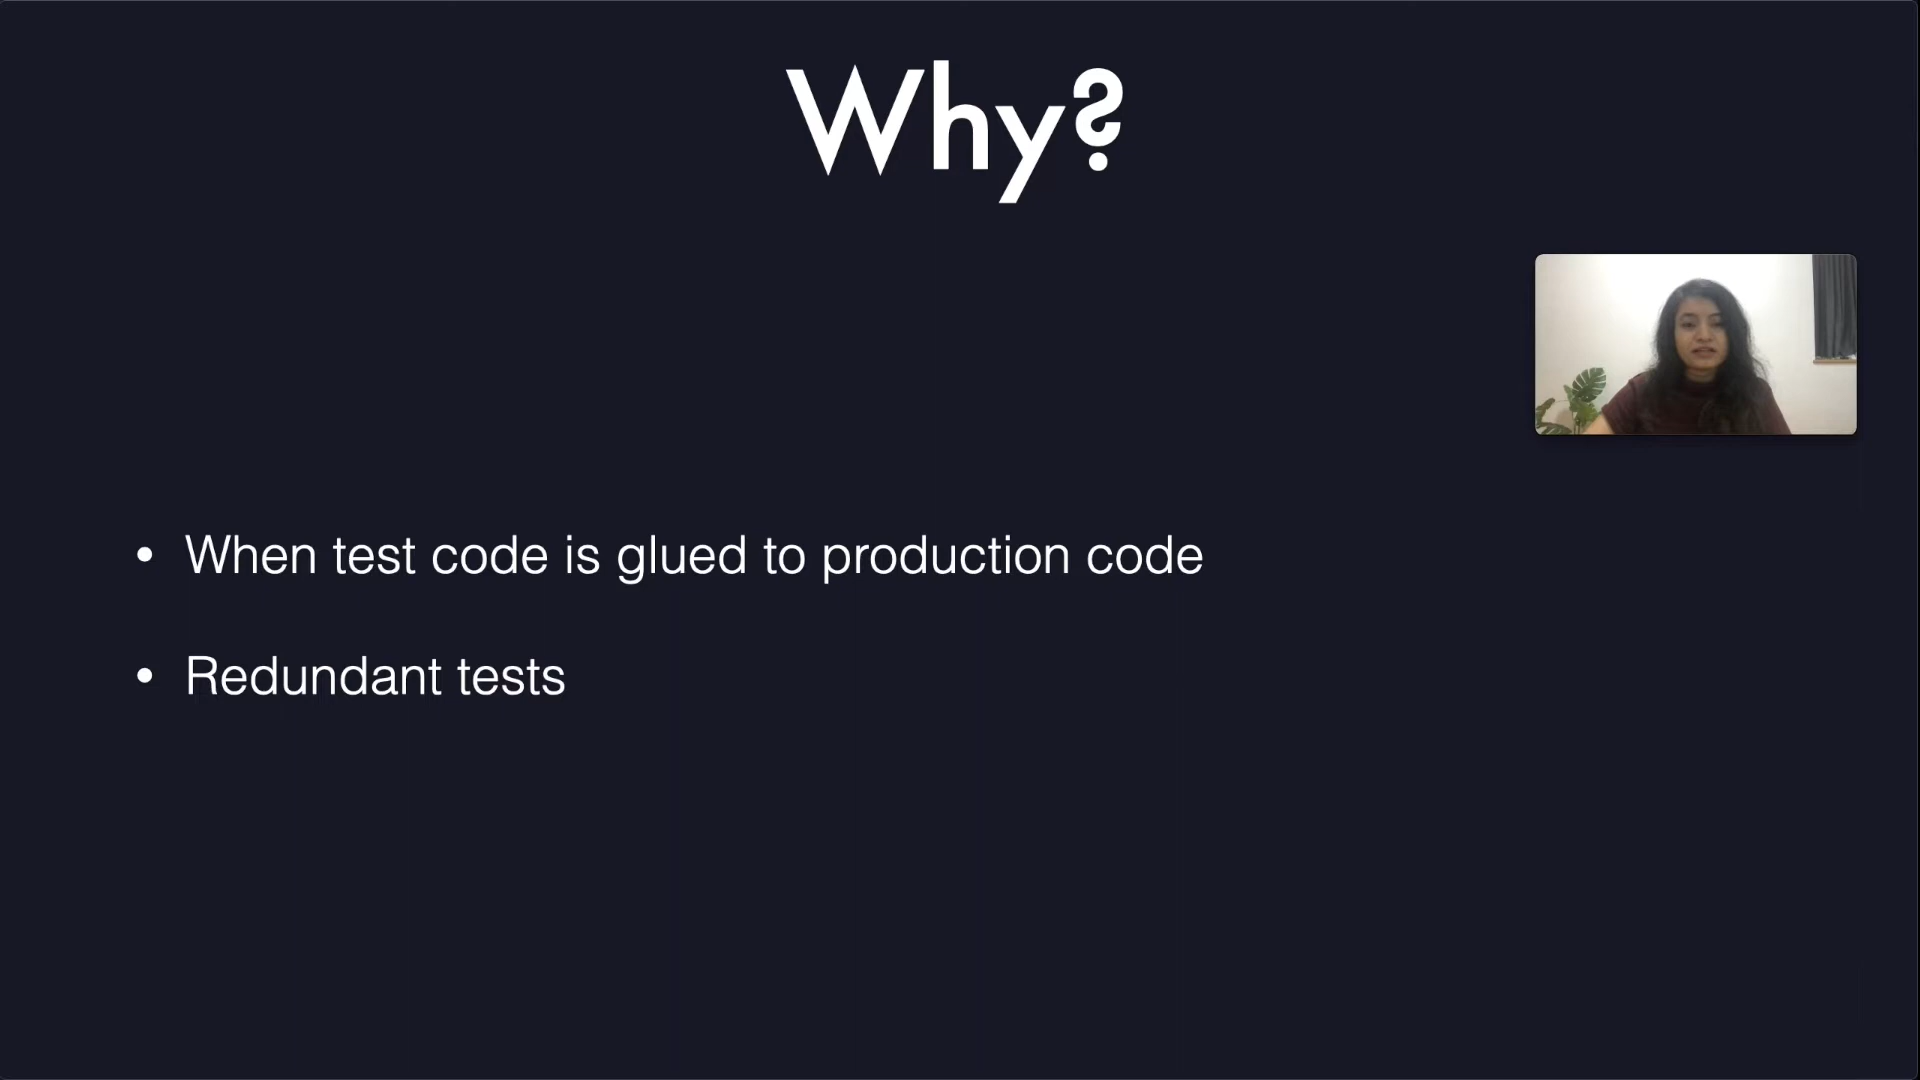 Why?
• When test code is glued to production code
• Redundant tests